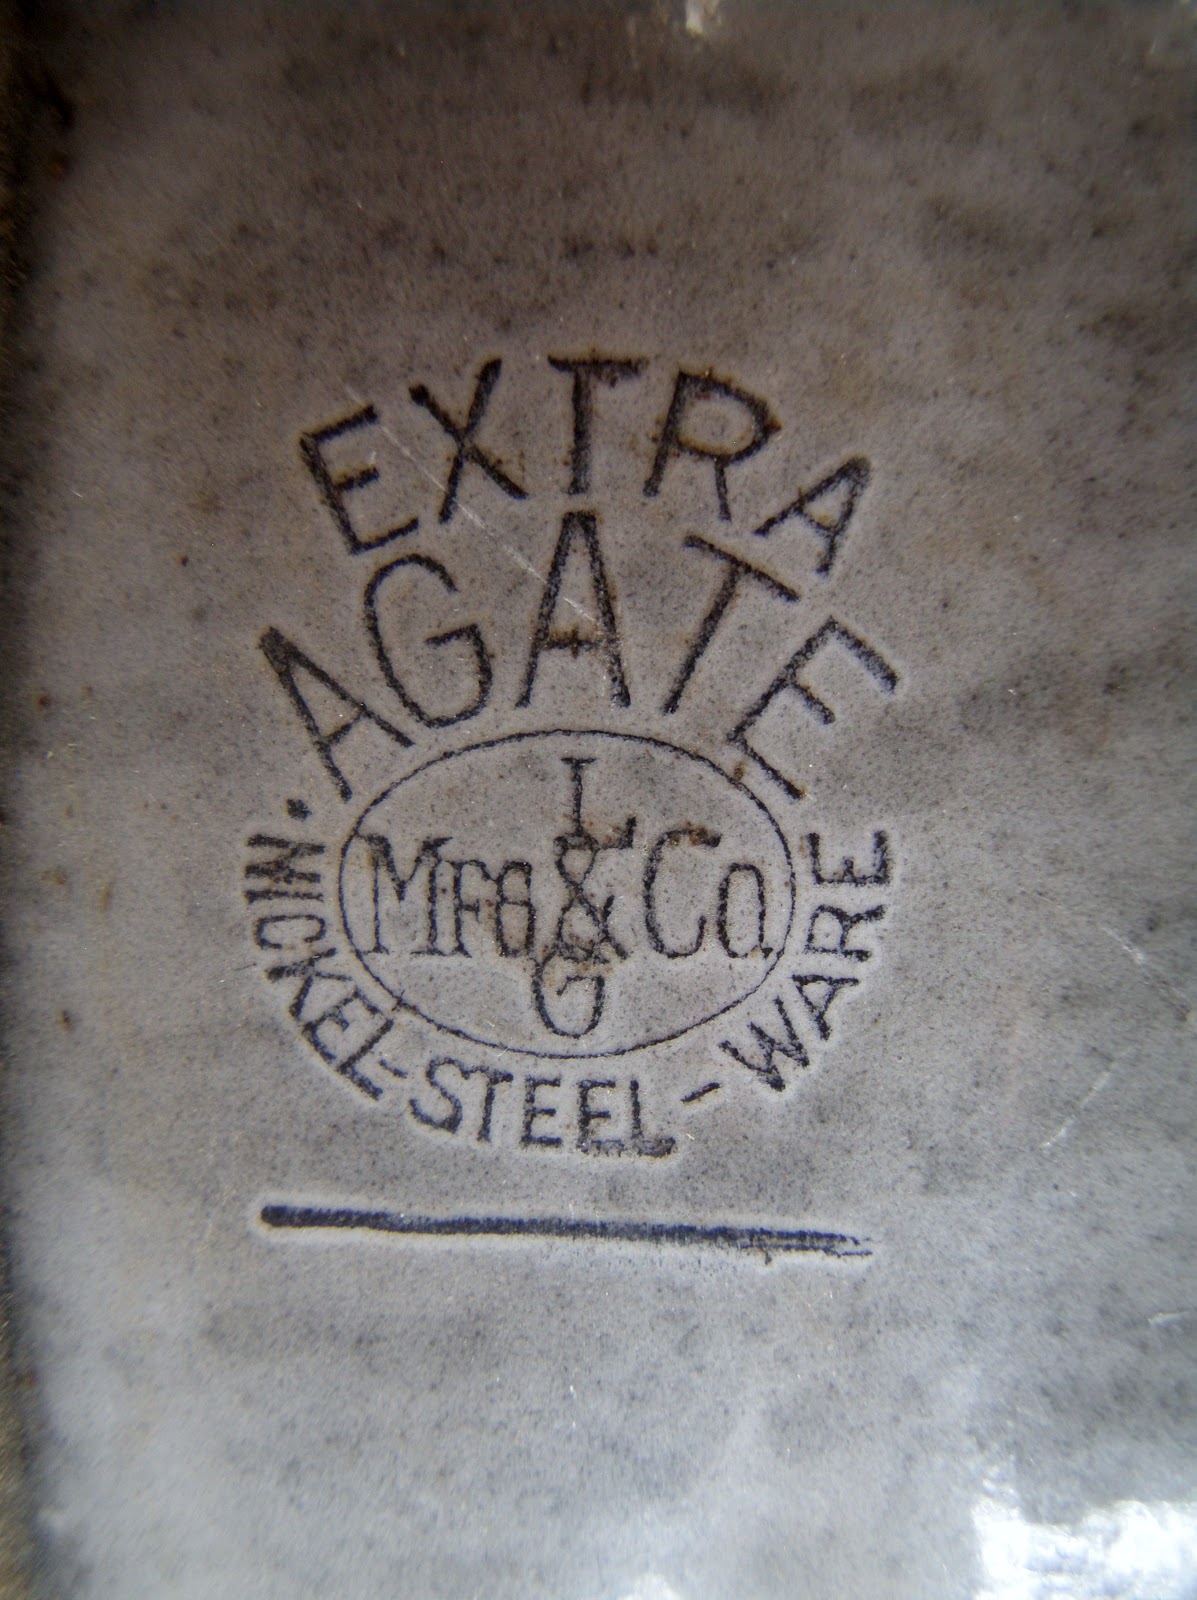 EXTRA
AGATE
L
MFG & Co.
G
NICKEL-STEEL-WARE